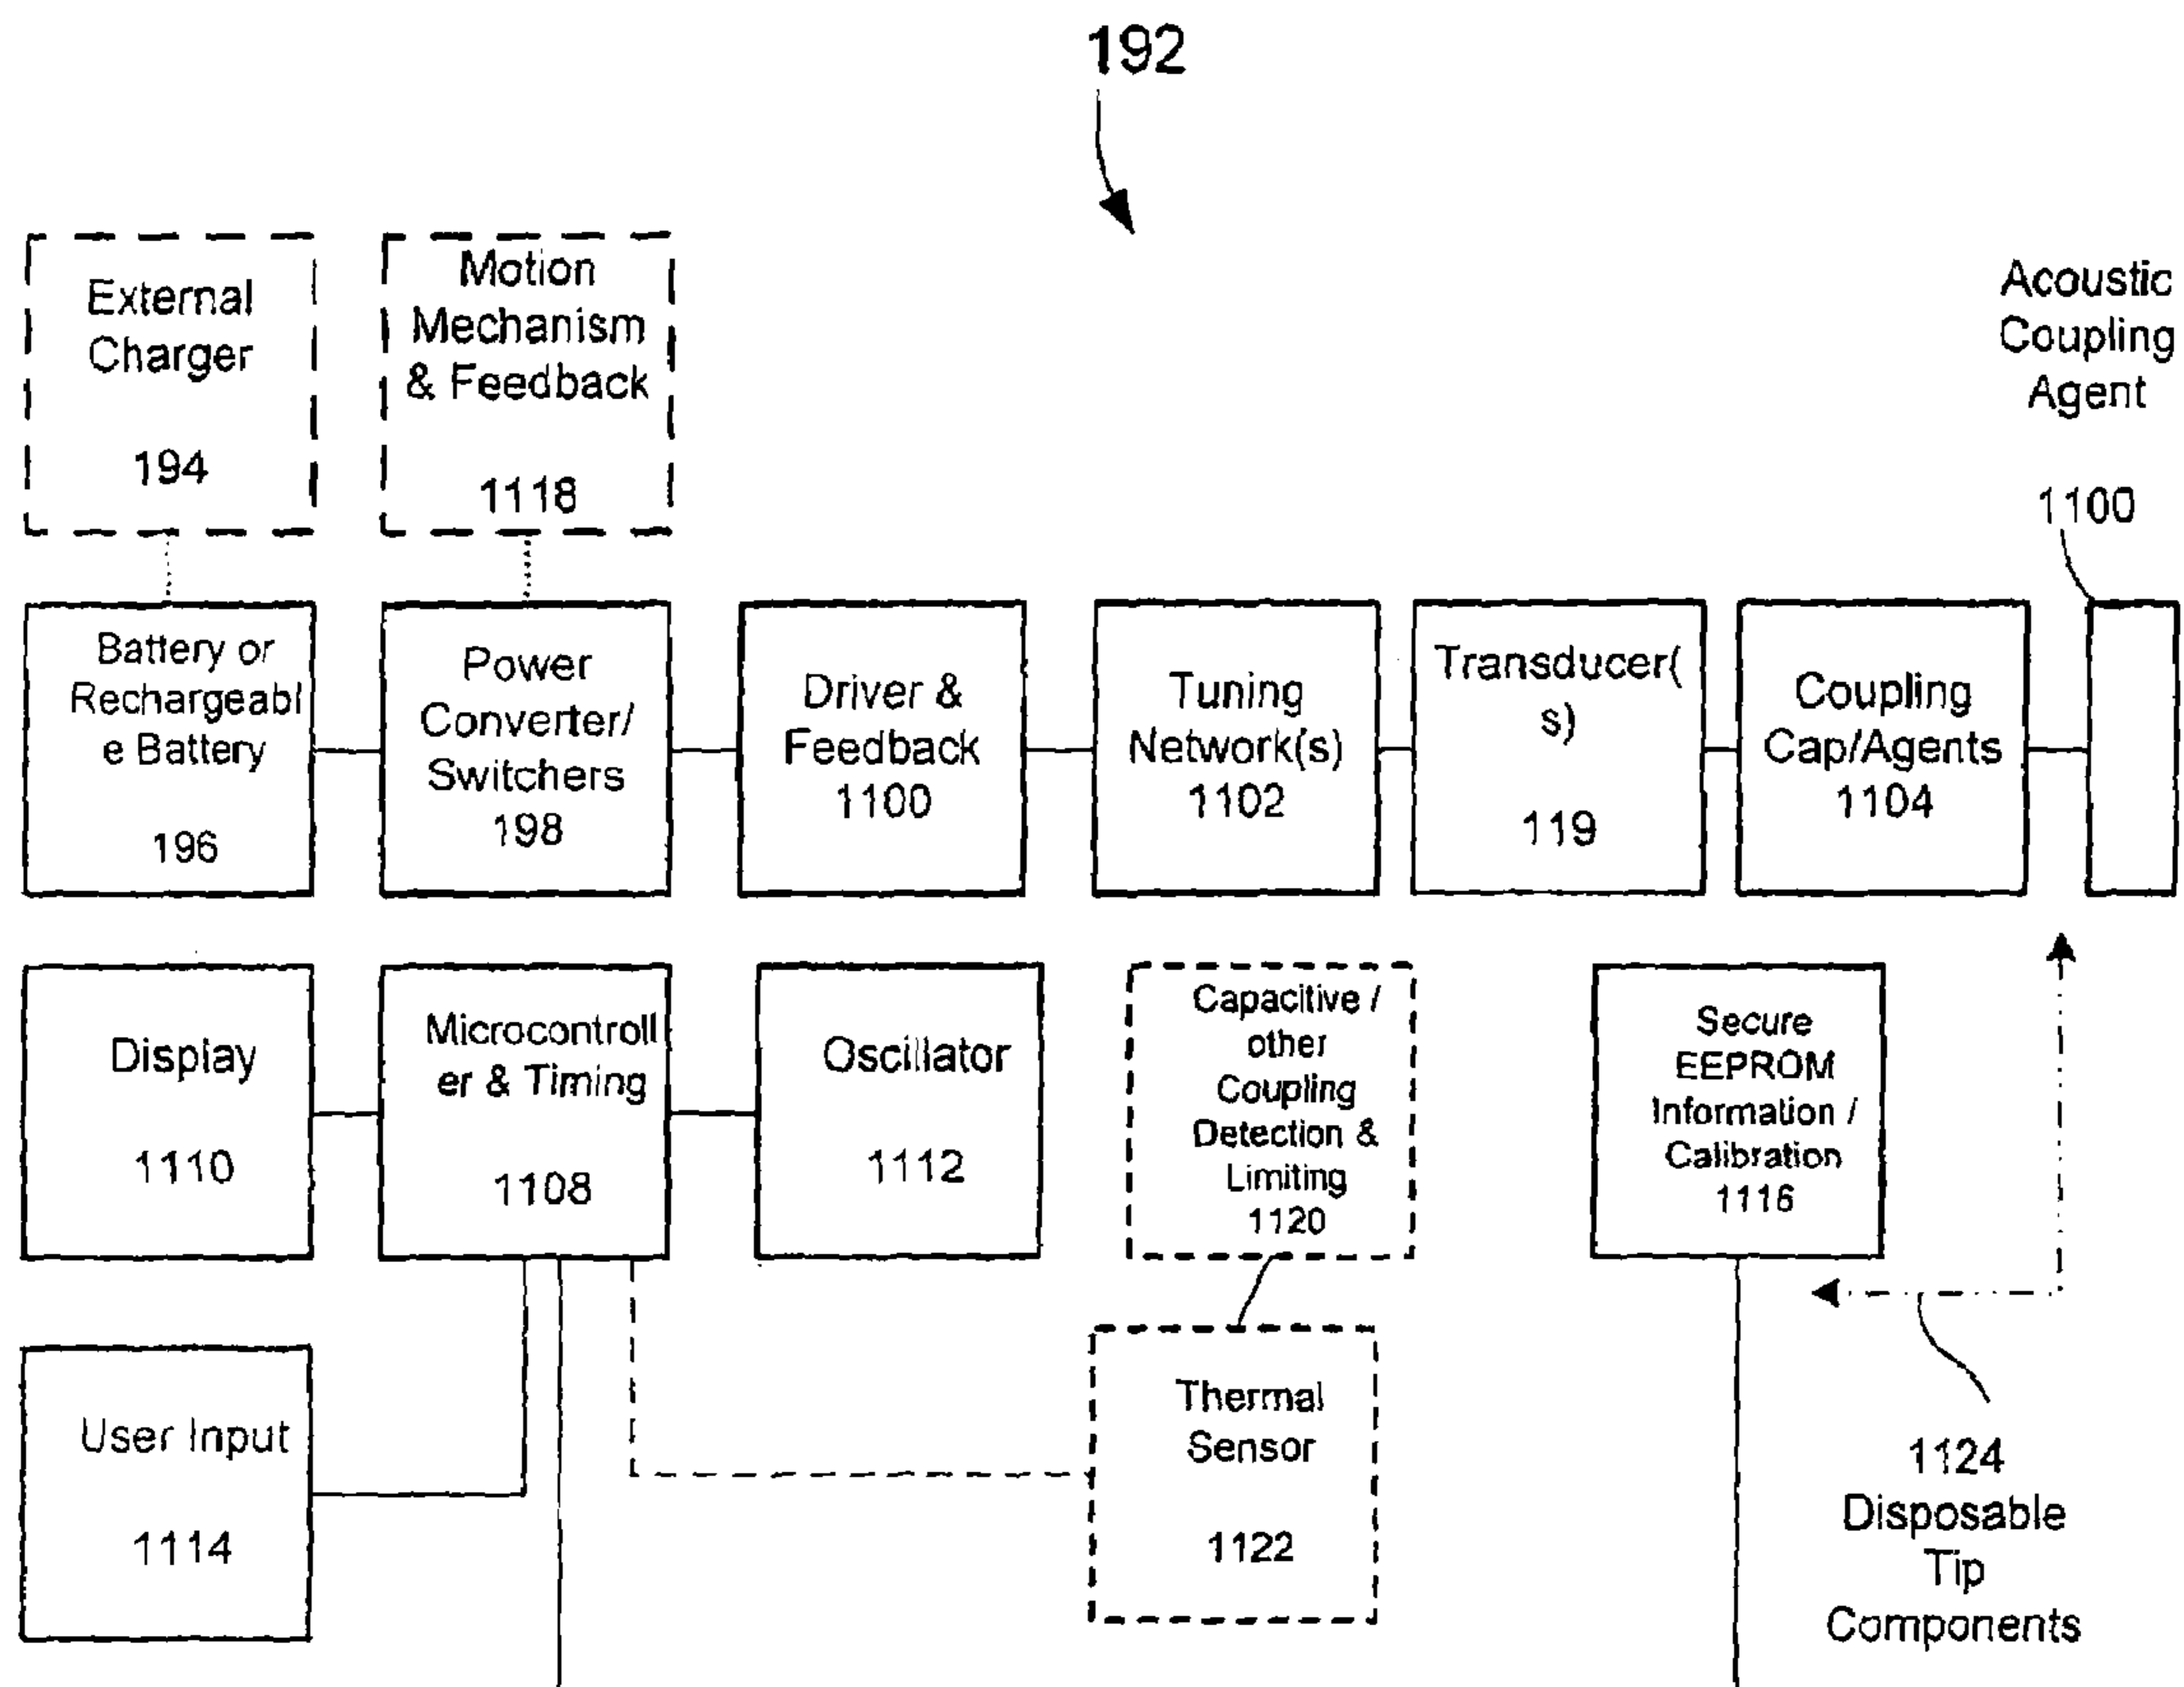 192
External
Charger
194
Motion
Mechanism
& Feedback
1118
Acoustic
Coupling
Agent
1100
Battery or
Rechargeabl
e Battery
196
Power
Converter/
Switchers
198
Driver &
Feedback
1100
Tuning
Network(s)
1102
Transducer(
s)
119
Coupling
Cap/Agents
1104
Display
1110
Microcontroll
er & Timing
1108
Oscillator
1112
Capacitive /
other
Coupling
Detection &
Limiting
1120
Secure
EEPROM
Information /
Calibration
1116
User Input
1114
Thermal
Sensor
1122
1124
Disposable
Tip
Components